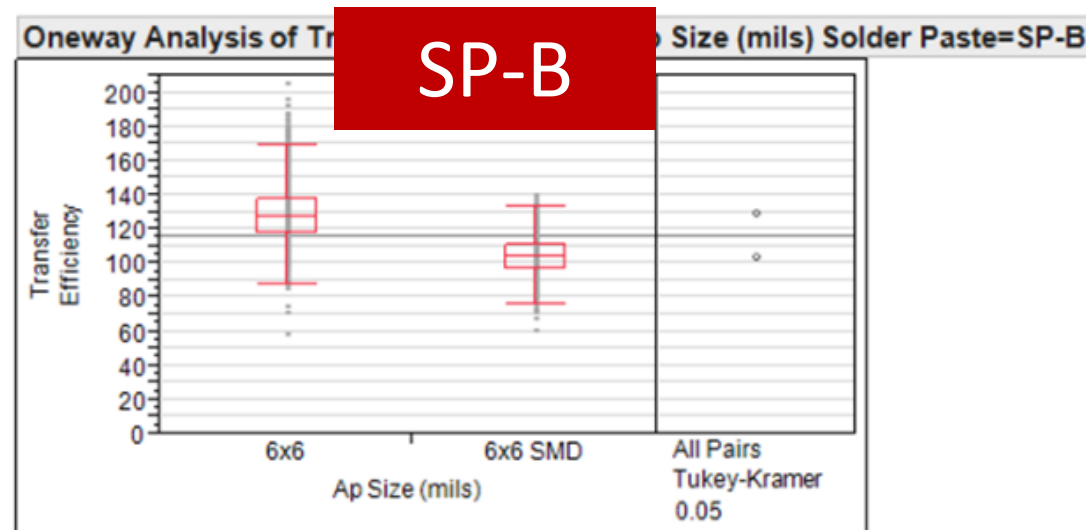 Oneway Analysis of Tr Size (mils) Solder Paste=SP-B
SP-B
200
180
160
140
120
100
80
60
40
20
0
Transfer
Efficiency
6x6
6x6 SMD
Ap Size (mils)
All Pairs
Tukey-Kramer
0.05